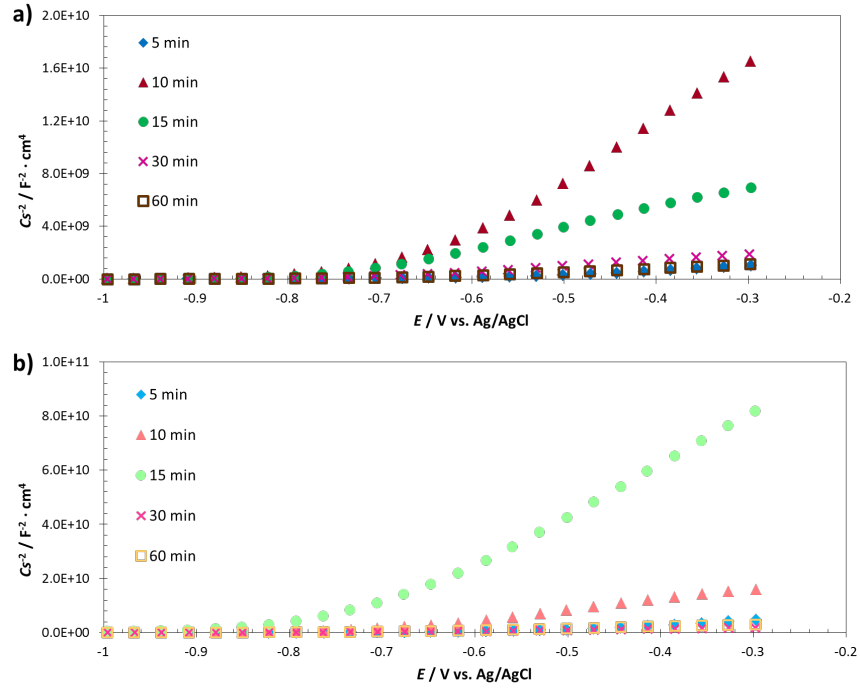 a)
2.0E+10
1.6E+10
1.2E+10
8.0E+09
4.0E+09
0.0E+00
Cs⁻² / F⁻² · cm⁴
5 min
10 min
15 min
30 min
60 min
-1 -0.9 -0.8 -0.7 -0.6 -0.5 -0.4 -0.3 -0.2
E / V vs. Ag/AgCl
b)
1.0E+11
8.0E+10
6.0E+10
4.0E+10
2.0E+10
0.0E+00
Cs⁻² / F⁻² · cm⁴
5 min
10 min
15 min
30 min
60 min
-1 -0.9 -0.8 -0.7 -0.6 -0.5 -0.4 -0.3 -0.2
E / V vs. Ag/AgCl